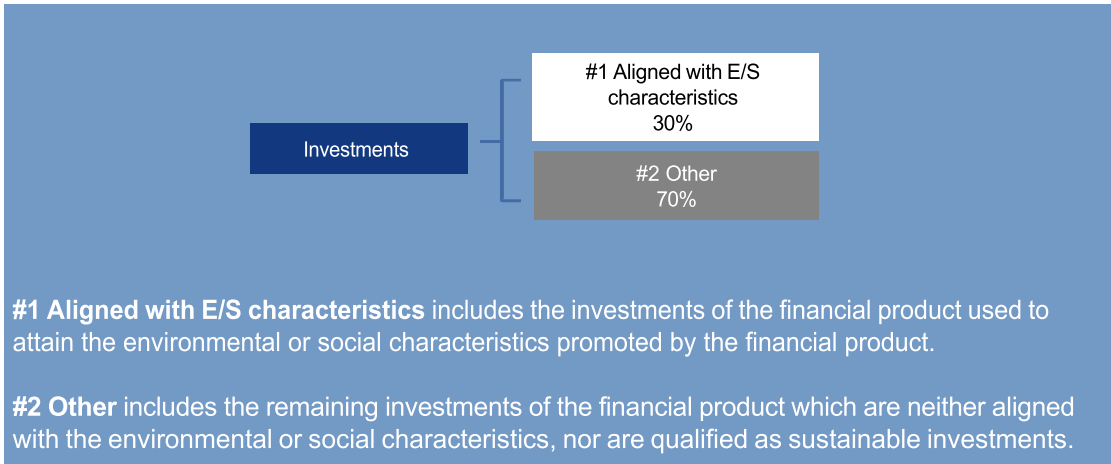 #1 Aligned with E/S
characteristics
30%
Investments
#2 Other
70%
#1 Aligned with E/S characteristics includes the investments of the financial product used to
attain the environmental or social characteristics promoted by the financial product.
#2 Other includes the remaining investments of the financial product which are neither aligned
with the environmental or social characteristics, nor are qualified as sustainable investments.